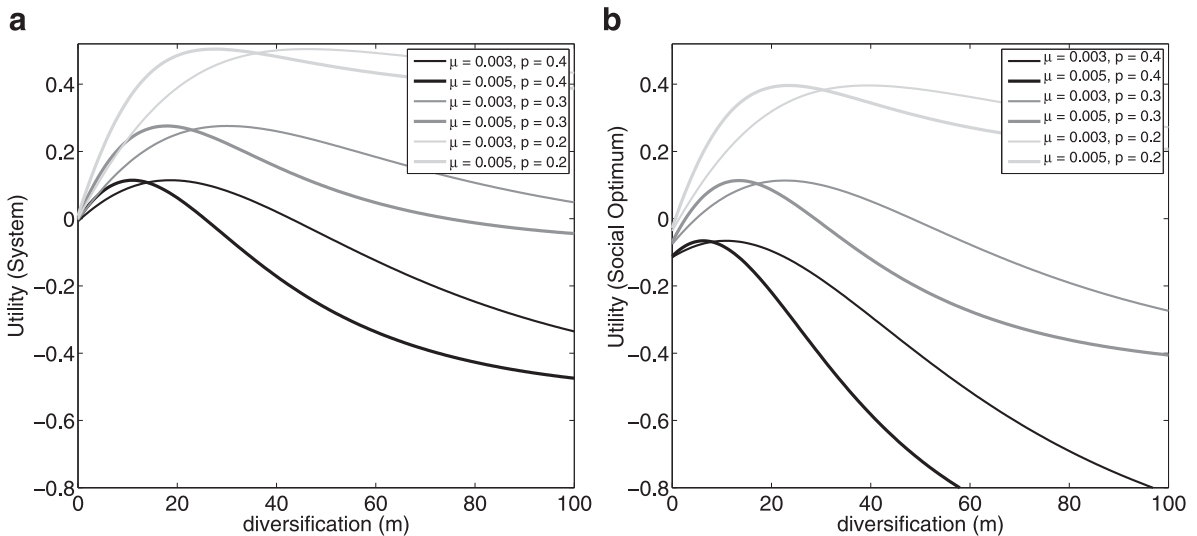 a
Utility (System)
0.4
0.2
0
−0.2
−0.4
−0.6
−0.8
0 20 40 60 80 100
diversification (m)
μ = 0.003, p = 0.4
μ = 0.005, p = 0.4
μ = 0.003, p = 0.3
μ = 0.005, p = 0.3
μ = 0.003, p = 0.2
μ = 0.005, p = 0.2
b
Utility (Social Optimum)
0.4
0.2
0
−0.2
−0.4
−0.6
−0.8
0 20 40 60 80 100
diversification (m)
μ = 0.003, p = 0.4
μ = 0.005, p = 0.4
μ = 0.003, p = 0.3
μ = 0.005, p = 0.3
μ = 0.003, p = 0.2
μ = 0.005, p = 0.2